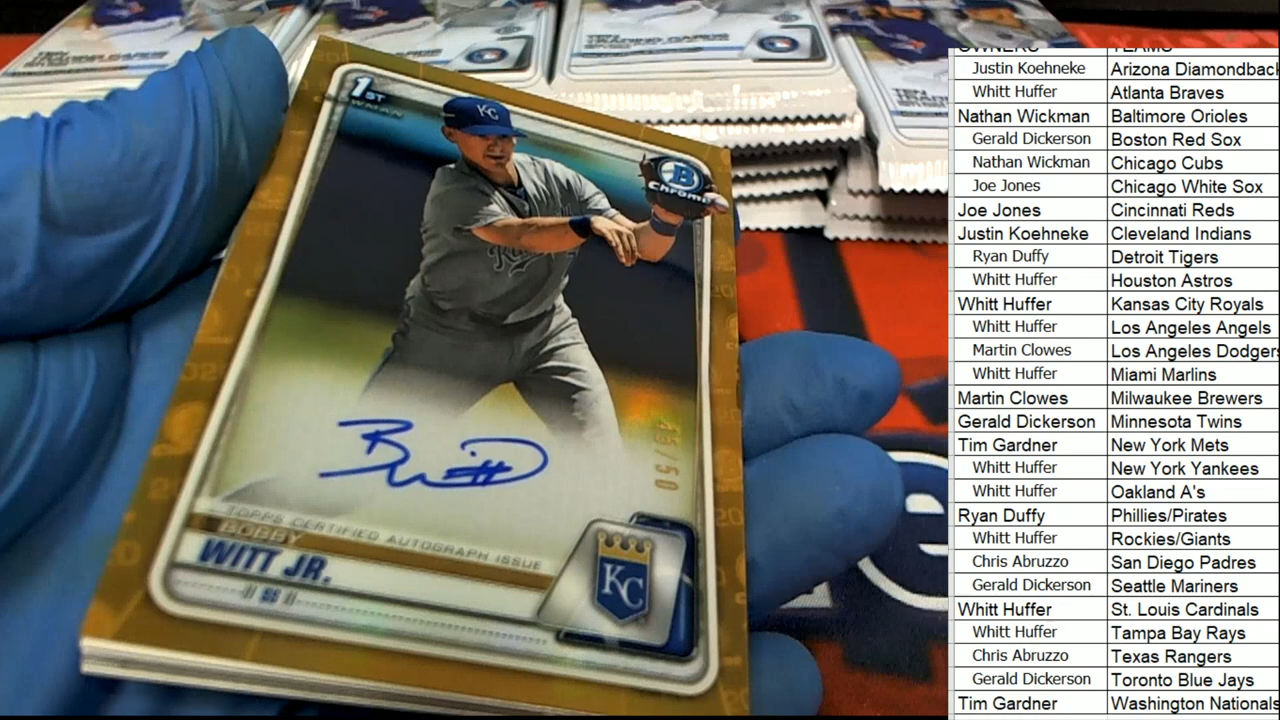 1ST
KC
B
Chrome
45/50
TOPPS CERTIFIED AUTOGRAPH ISSUE
BOBBY
WITT JR.
SS
KC
OWNERS TEAMS
Justin Koehneke Arizona Diamondback
Whitt Huffer Atlanta Braves
Nathan Wickman Baltimore Orioles
Gerald Dickerson Boston Red Sox
Nathan Wickman Chicago Cubs
Joe Jones Chicago White Sox
Joe Jones Cincinnati Reds
Justin Koehneke Cleveland Indians
Ryan Duffy Detroit Tigers
Whitt Huffer Houston Astros
Whitt Huffer Kansas City Royals
Whitt Huffer Los Angeles Angels
Martin Clowes Los Angeles Dodgers
Whitt Huffer Miami Marlins
Martin Clowes Milwaukee Brewers
Gerald Dickerson Minnesota Twins
Tim Gardner New York Mets
Whitt Huffer New York Yankees
Whitt Huffer Oakland A's
Ryan Duffy Phillies/Pirates
Whitt Huffer Rockies/Giants
Chris Abruzzo San Diego Padres
Gerald Dickerson Seattle Mariners
Whitt Huffer St. Louis Cardinals
Whitt Huffer Tampa Bay Rays
Chris Abruzzo Texas Rangers
Gerald Dickerson Toronto Blue Jays
Tim Gardner Washington Nationals